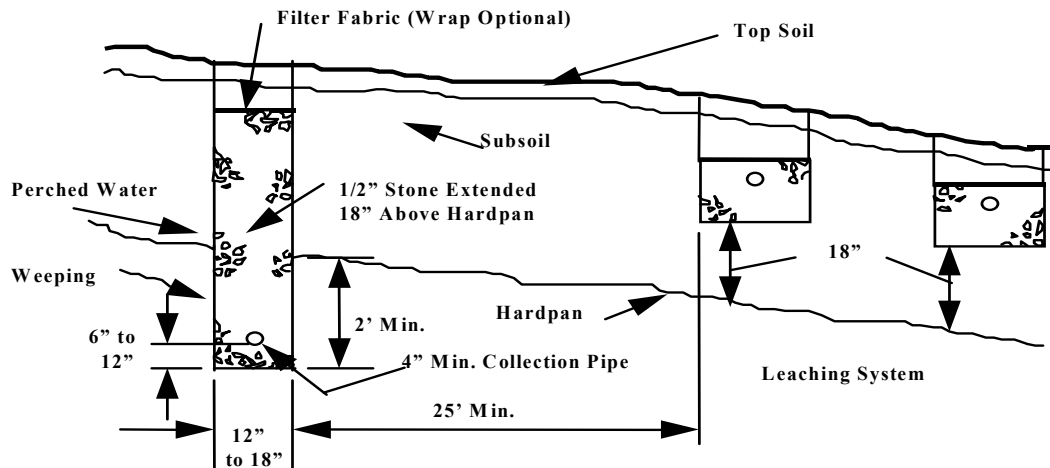 Filter Fabric (Wrap Optional)
Top Soil
Subsoil
Perched Water
1/2” Stone Extended
18” Above Hardpan
Weeping
18”
2’ Min.
Hardpan
6” to
12”
4” Min. Collection Pipe
Leaching System
25’ Min.
12”
to 18”